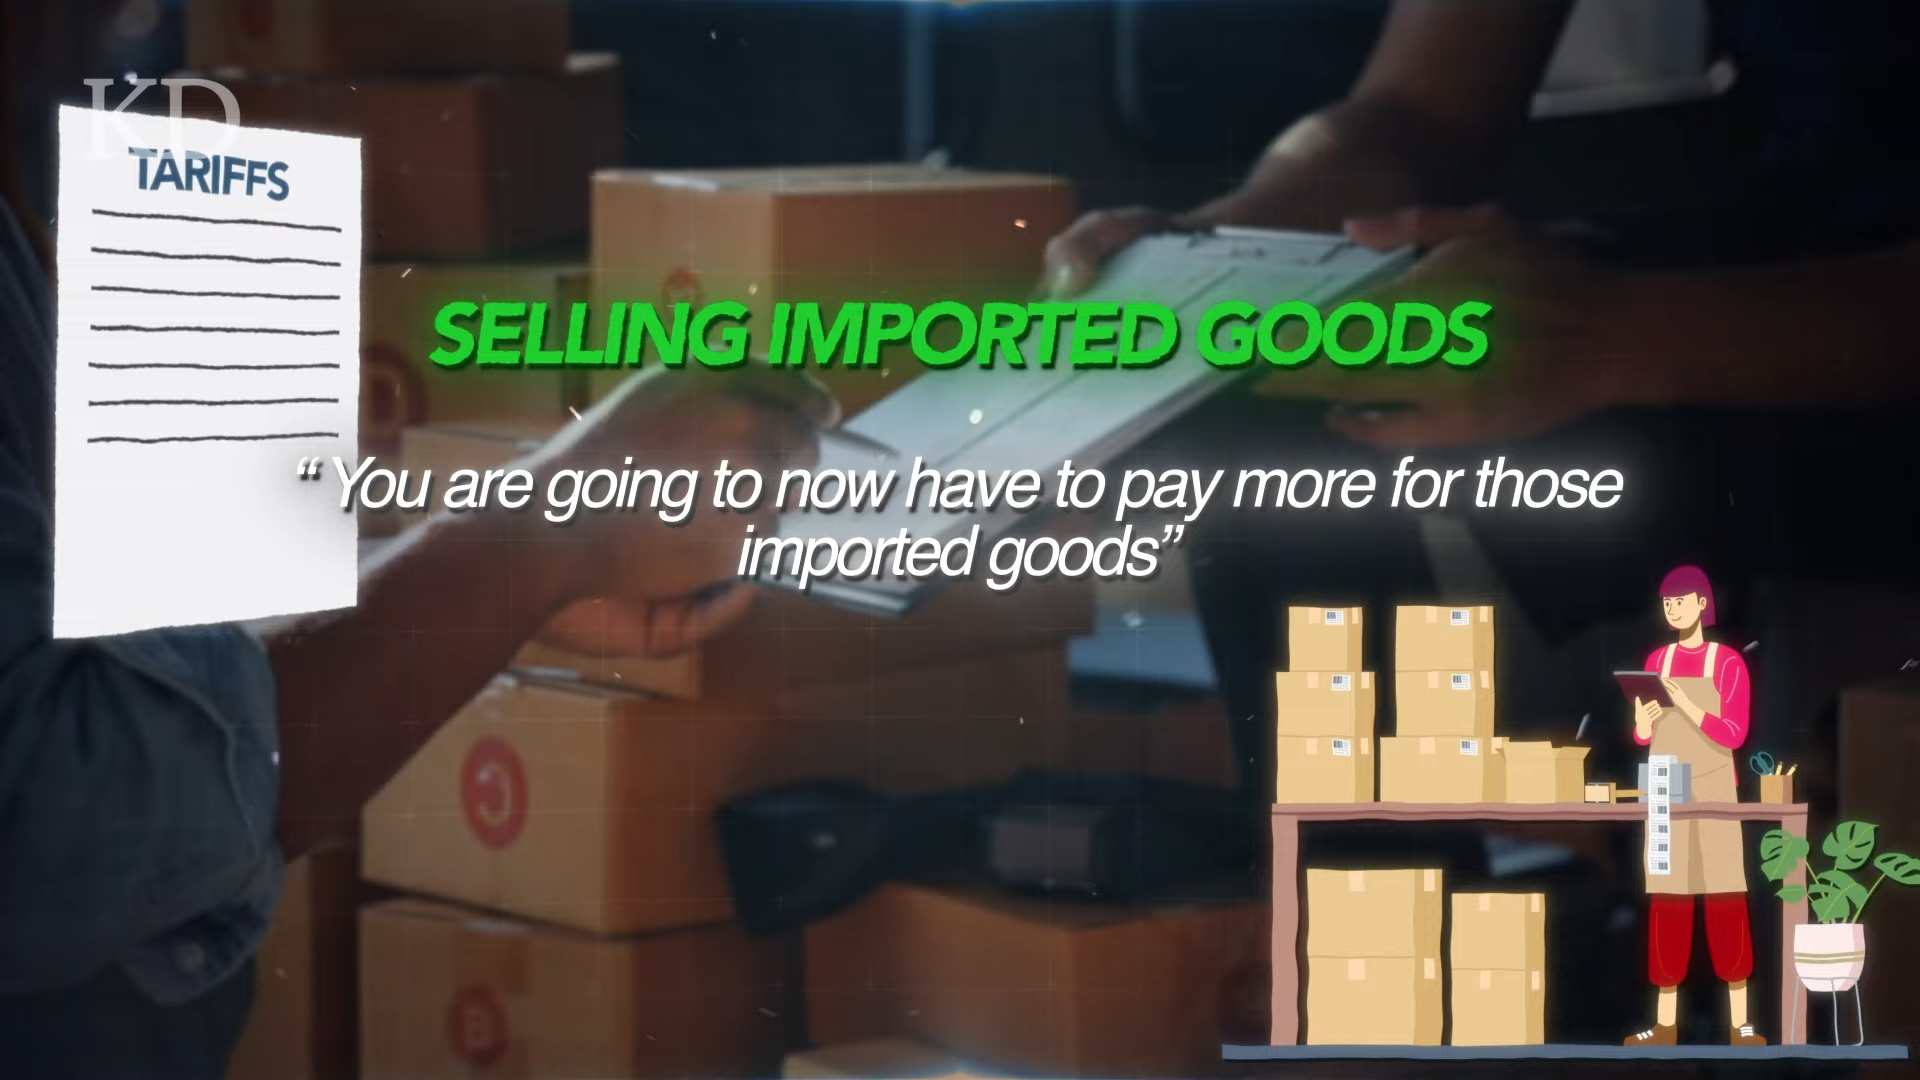 KD
TARIFFS
SELLING IMPORTED GOODS
“ You are going to now have to pay more for those
imported goods”